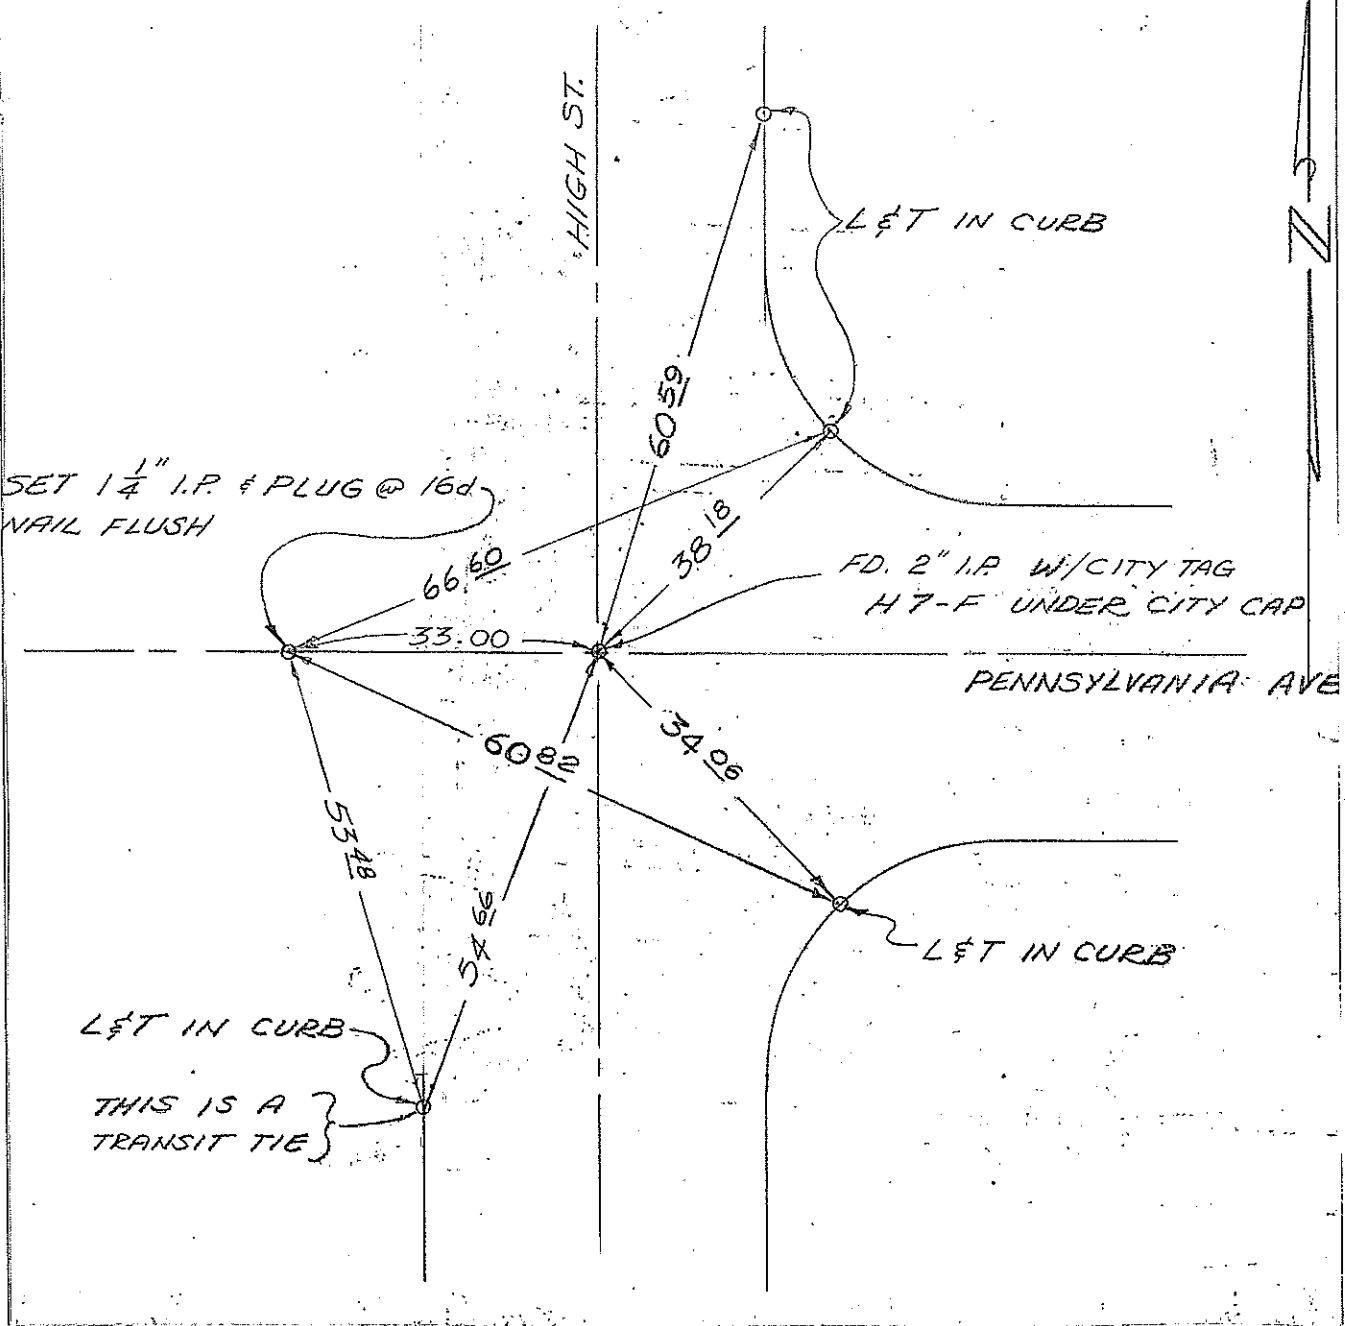 HIGH ST.
L&T IN CURB
N
60 59
38 18
SET 1 1/4" I.P. & PLUG @ 16d
NAIL FLUSH
66.60
FD. 2" I.P. W/CITY TAG
H 7-F UNDER CITY CAP
33.00
PENNSYLVANIA AVE
34 06
60 82
53 48
54 66
L&T IN CURB
L&T IN CURB
THIS IS A
TRANSIT TIE